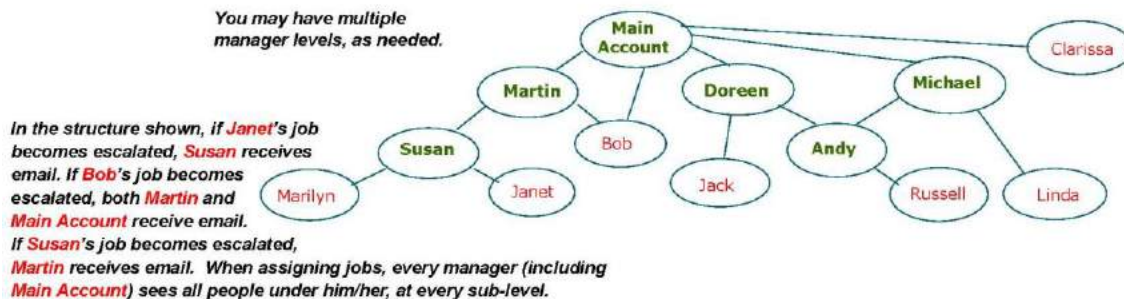 You may have multiple
manager levels, as needed.
Main
Account
Clarissa
Martin
Doreen
Michael
In the structure shown, if Janet's job
becomes escalated, Susan receives
email. If Bob's job becomes
escalated, both Martin and
Main Account receive email.
If Susan's job becomes escalated,
Martin receives email. When assigning jobs, every manager (including
Main Account) sees all people under him/her, at every sub-level.
Susan
Bob
Andy
Marilyn
Janet
Jack
Russell
Linda